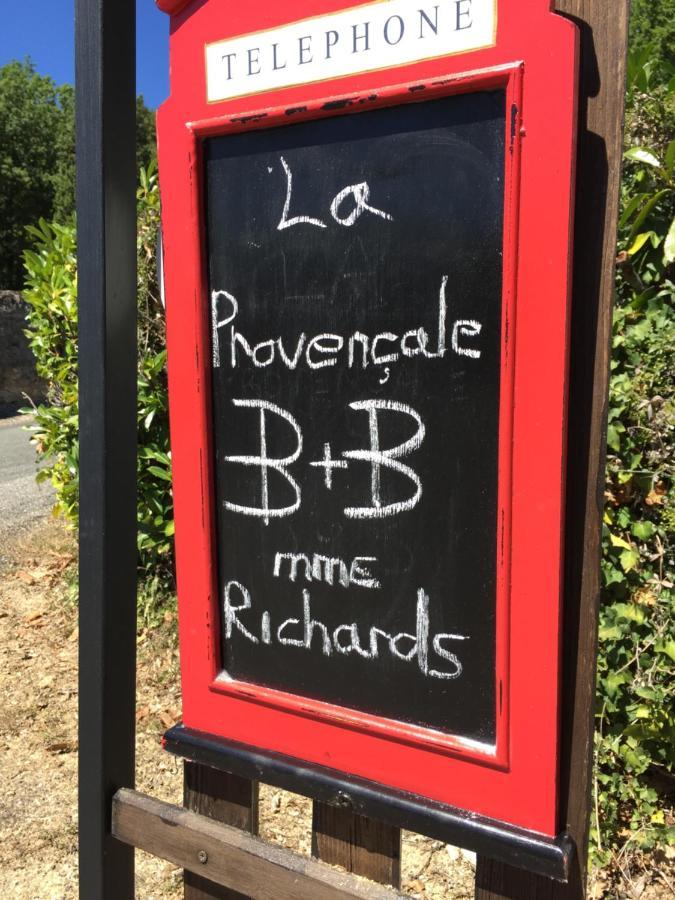 TELEPHONE
La
Provençale
B+B
mme
Richards